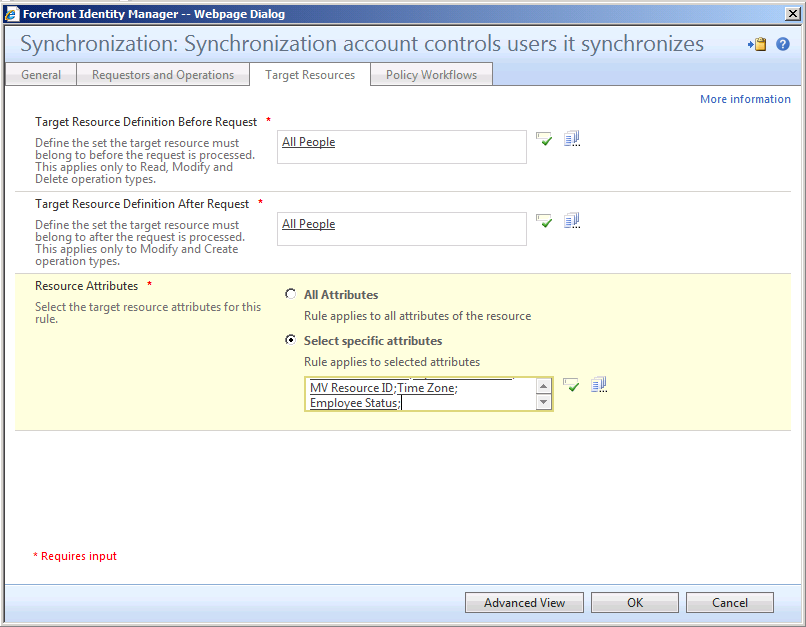 Forefront Identity Manager -- Webpage Dialog
Synchronization: Synchronization account controls users it synchronizes
General
Requestors and Operations
Target Resources
Policy Workflows
More information
Target Resource Definition Before Request *
Define the set the target resource must
belong to before the request is processed.
This applies only to Read, Modify and
Delete operation types.
All People
Target Resource Definition After Request *
Define the set the target resource must
belong to after the request is processed.
This applies only to Modify and Create
operation types.
All People
Resource Attributes *
Select the target resource attributes for this
rule.
All Attributes
Rule applies to all attributes of the resource
Select specific attributes
Rule applies to selected attributes
MV Resource ID;Time Zone;
Employee Status;
* Requires input
Advanced View
OK
Cancel